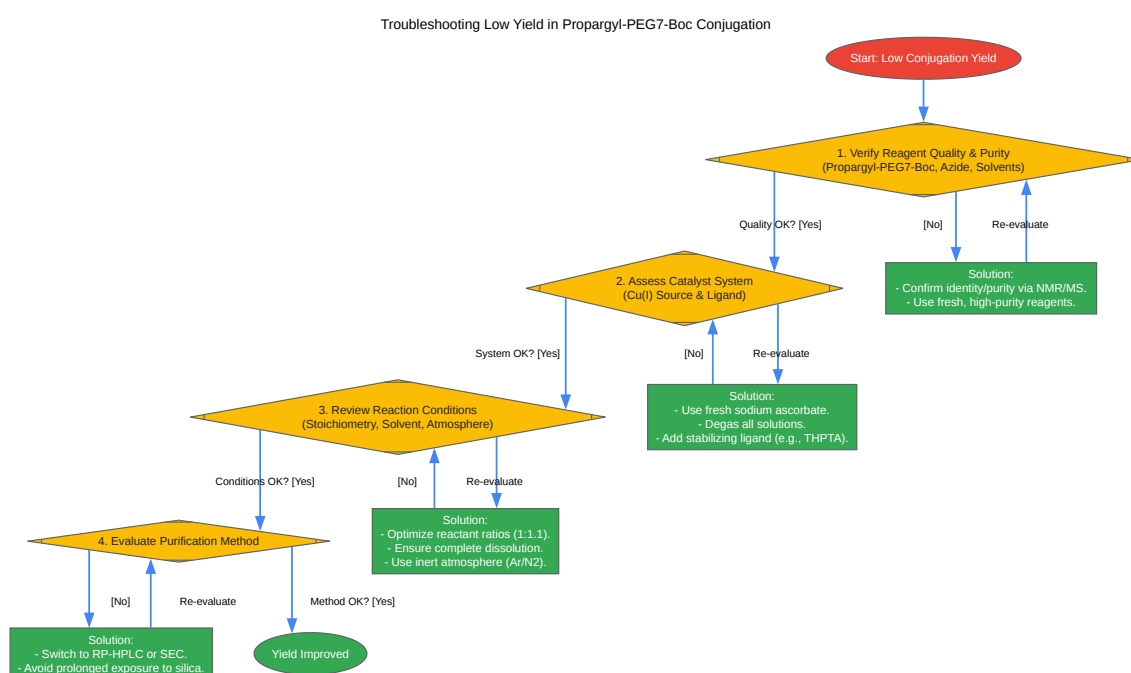 Troubleshooting Low Yield in Propargyl-PEG7-Boc Conjugation
Start: Low Conjugation Yield
1. Verify Reagent Quality & Purity
(Propargyl-PEG7-Boc, Azide, Solvents)
Quality OK? [Yes]
[No]
Re-evaluate
Solution:
- Confirm identity/purity via NMR/MS.
- Use fresh, high-purity reagents.
2. Assess Catalyst System
(Cu(I) Source & Ligand)
System OK? [Yes]
[No]
Re-evaluate
Solution:
- Use fresh sodium ascorbate.
- Degas all solutions.
- Add stabilizing ligand (e.g., THPTA).
3. Review Reaction Conditions
(Stoichiometry, Solvent, Atmosphere)
Conditions OK? [Yes]
[No]
Re-evaluate
Solution:
- Optimize reactant ratios (1:1.1).
- Ensure complete dissolution.
- Use inert atmosphere (Ar/N2).
4. Evaluate Purification Method
[No]
Re-evaluate
Method OK? [Yes]
Solution:
- Switch to RP-HPLC or SEC.
- Avoid prolonged exposure to silica.
Yield Improved